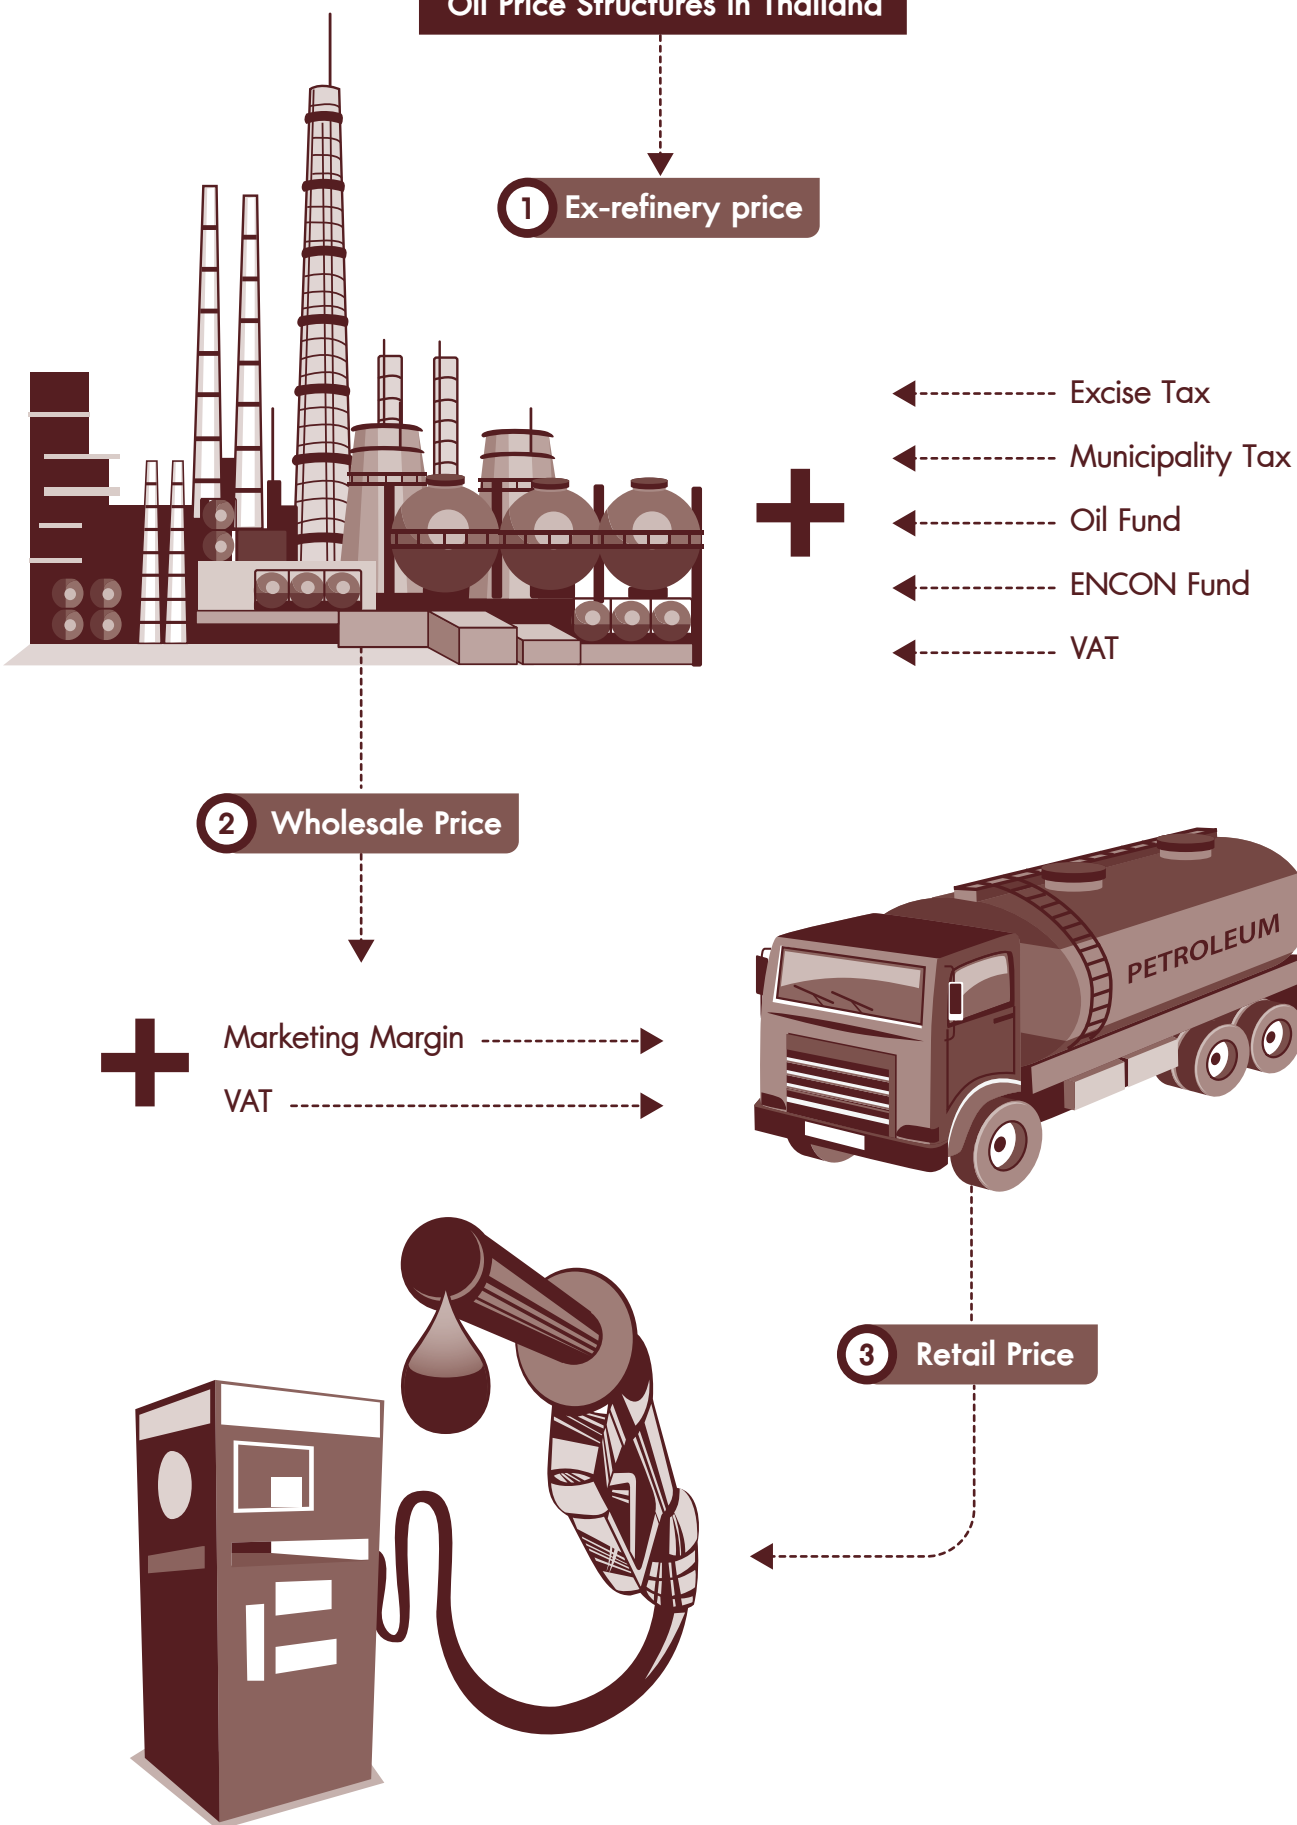 Oil Price Structures in Thailand
1 Ex-refinery price
Excise Tax
Municipality Tax
Oil Fund
ENCON Fund
VAT
2 Wholesale Price
PETROLEUM
Marketing Margin
VAT
3 Retail Price